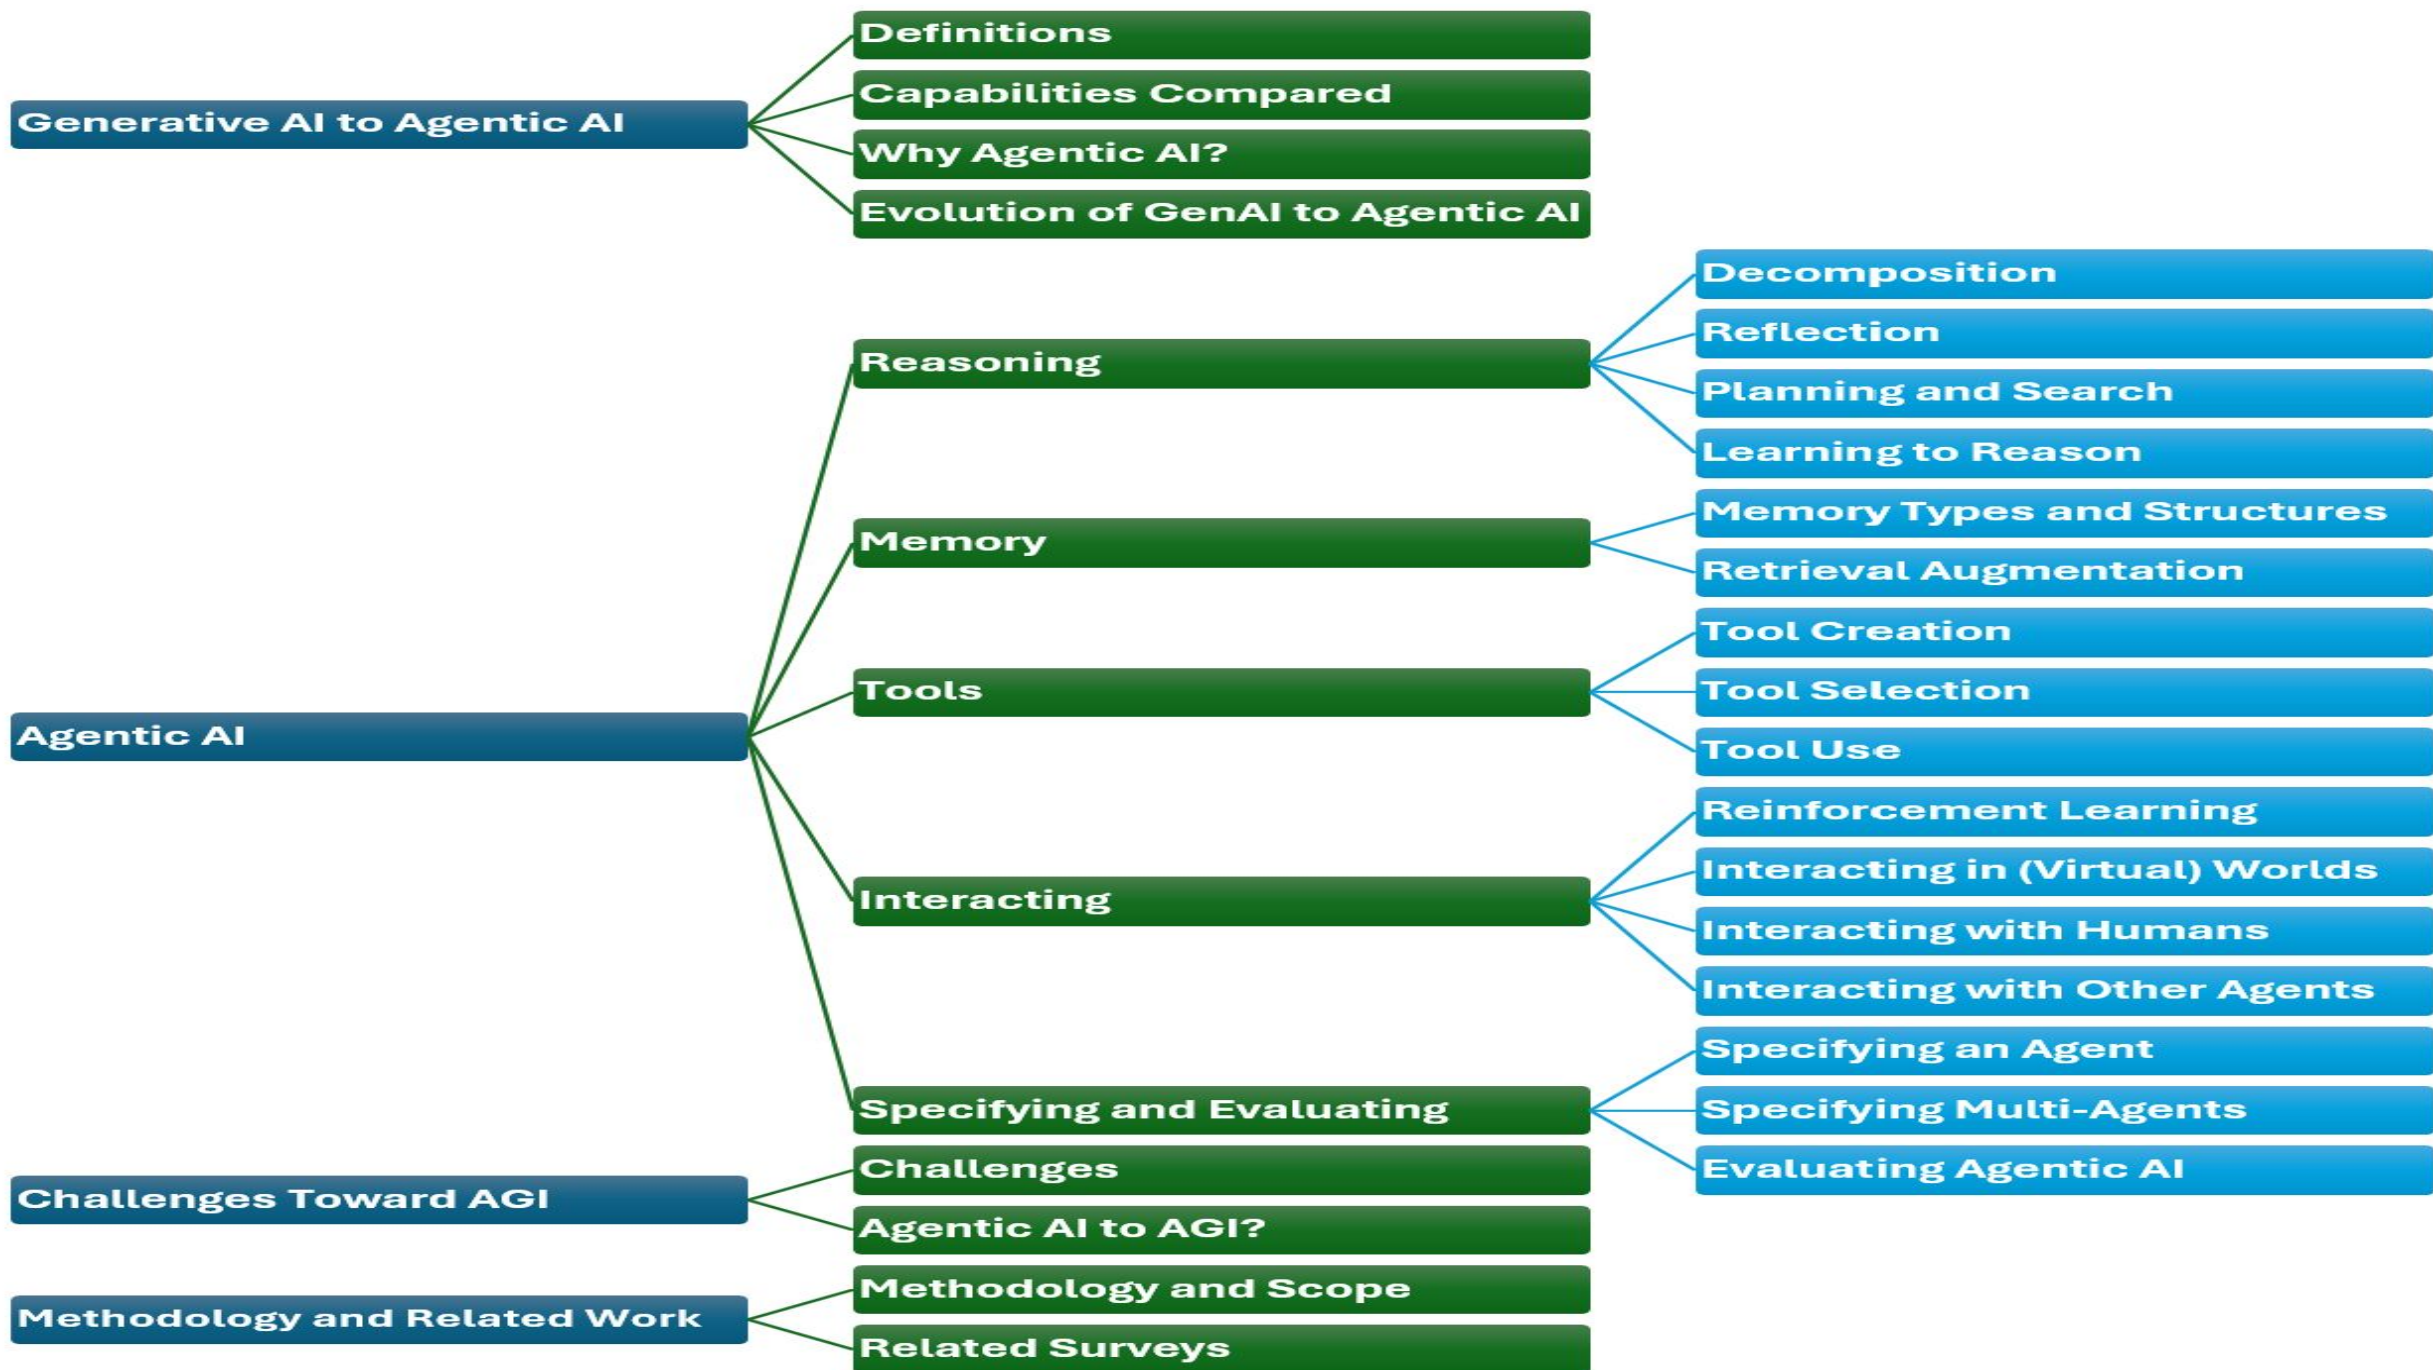 Generative AI to Agentic AI
Definitions
Capabilities Compared
Why Agentic AI?
Evolution of GenAI to Agentic AI
Agentic AI
Reasoning
Decomposition
Reflection
Planning and Search
Learning to Reason
Memory
Memory Types and Structures
Retrieval Augmentation
Tools
Tool Creation
Tool Selection
Tool Use
Interacting
Reinforcement Learning
Interacting in (Virtual) Worlds
Interacting with Humans
Interacting with Other Agents
Specifying and Evaluating
Specifying an Agent
Specifying Multi-Agents
Evaluating Agentic AI
Challenges Toward AGI
Challenges
Agentic AI to AGI?
Methodology and Related Work
Methodology and Scope
Related Surveys